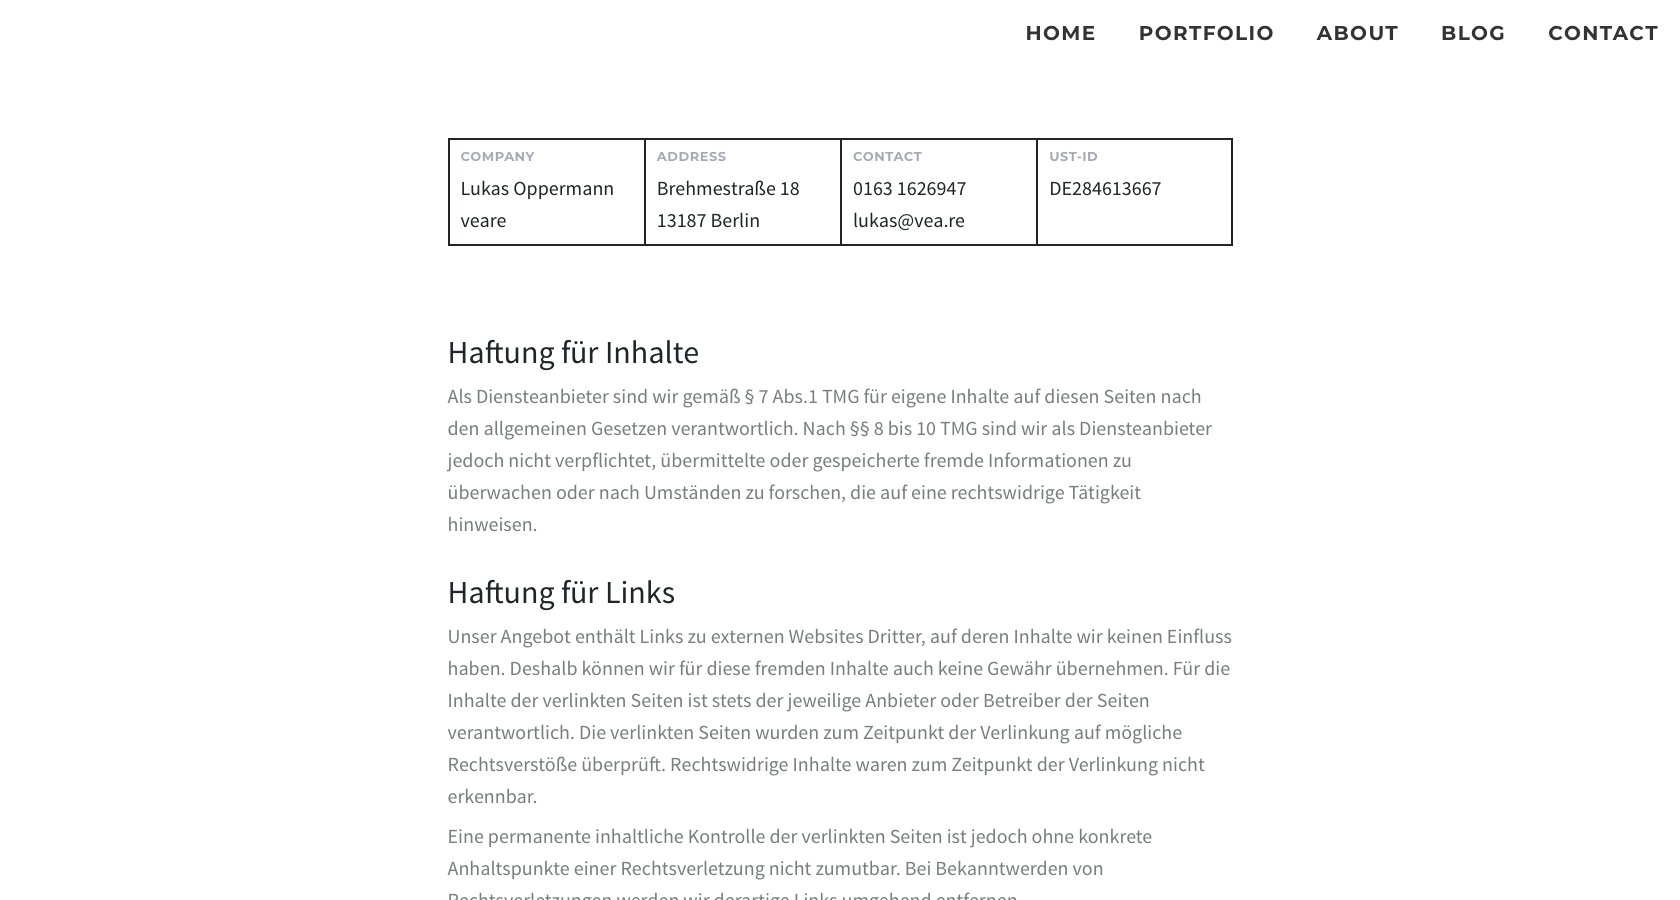 HOME PORTFOLIO ABOUT BLOG CONTACT
COMPANY
Lukas Oppermann
veare
ADDRESS
Brehmestraße 18
13187 Berlin
CONTACT
0163 1626947
lukas@vea.re
UST-ID
DE284613667
Haftung für Inhalte
Als Diensteanbieter sind wir gemäß § 7 Abs.1 TMG für eigene Inhalte auf diesen Seiten nach
den allgemeinen Gesetzen verantwortlich. Nach §§ 8 bis 10 TMG sind wir als Diensteanbieter
jedoch nicht verpflichtet, übermittelte oder gespeicherte fremde Informationen zu
überwachen oder nach Umständen zu forschen, die auf eine rechtswidrige Tätigkeit
hinweisen.
Haftung für Links
Unser Angebot enthält Links zu externen Websites Dritter, auf deren Inhalte wir keinen Einfluss
haben. Deshalb können wir für diese fremden Inhalte auch keine Gewähr übernehmen. Für die
Inhalte der verlinkten Seiten ist stets der jeweilige Anbieter oder Betreiber der Seiten
verantwortlich. Die verlinkten Seiten wurden zum Zeitpunkt der Verlinkung auf mögliche
Rechtsverstöße überprüft. Rechtswidrige Inhalte waren zum Zeitpunkt der Verlinkung nicht
erkennbar.
Eine permanente inhaltliche Kontrolle der verlinkten Seiten ist jedoch ohne konkrete
Anhaltspunkte einer Rechtsverletzung nicht zumutbar. Bei Bekanntwerden von
Rechtsverletzungen werden wir derartige Links umgehend entfernen.